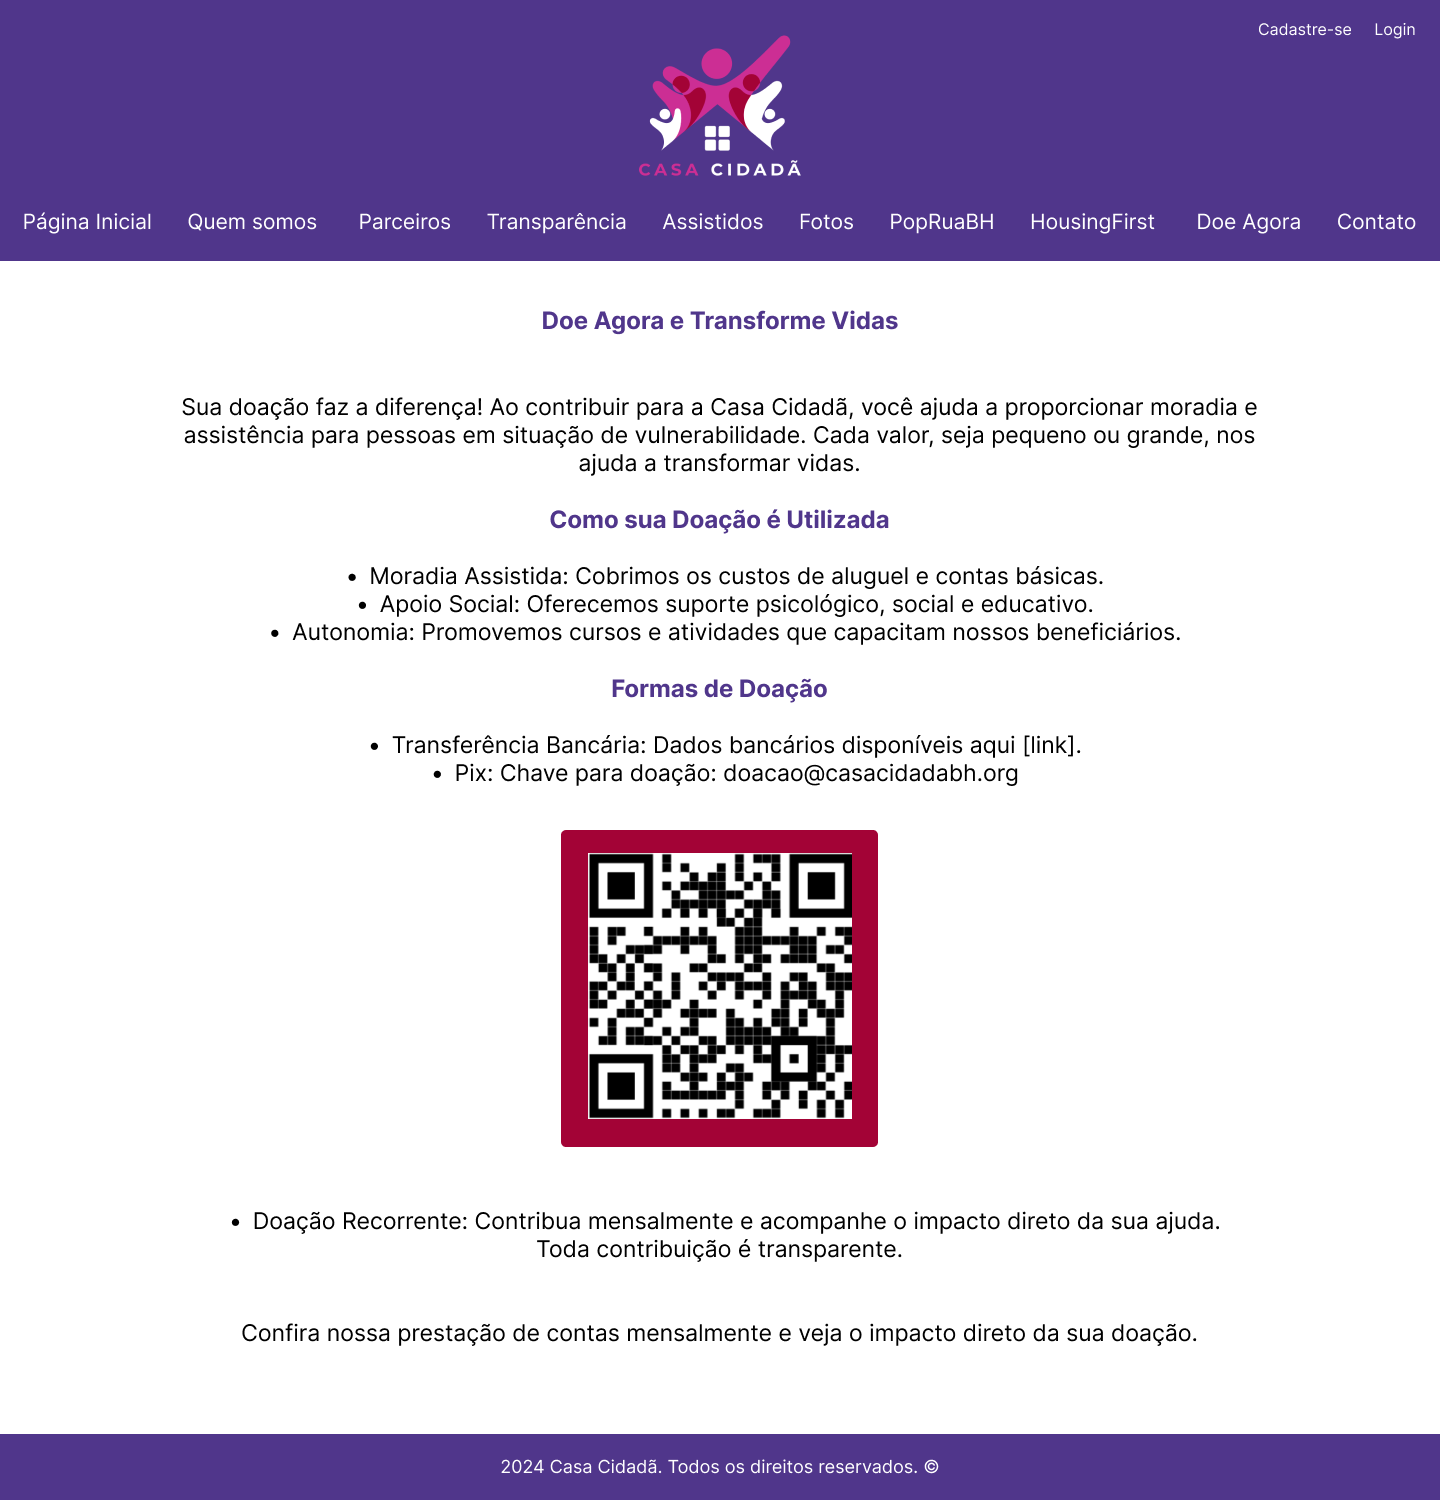 Cadastre-se Login
CASA CIDADÃ
Página Inicial Quem somos Parceiros Transparência Assistidos Fotos PopRuaBH HousingFirst Doe Agora Contato
Doe Agora e Transforme Vidas
Sua doação faz a diferença! Ao contribuir para a Casa Cidadã, você ajuda a proporcionar moradia e
assistência para pessoas em situação de vulnerabilidade. Cada valor, seja pequeno ou grande, nos
ajuda a transformar vidas.
Como sua Doação é Utilizada
• Moradia Assistida: Cobrimos os custos de aluguel e contas básicas.
• Apoio Social: Oferecemos suporte psicológico, social e educativo.
• Autonomia: Promovemos cursos e atividades que capacitam nossos beneficiários.
Formas de Doação
• Transferência Bancária: Dados bancários disponíveis aqui [link].
• Pix: Chave para doação: doacao@casacidadabh.org
• Doação Recorrente: Contribua mensalmente e acompanhe o impacto direto da sua ajuda.
Toda contribuição é transparente.
Confira nossa prestação de contas mensalmente e veja o impacto direto da sua doação.
2024 Casa Cidadã. Todos os direitos reservados. ©